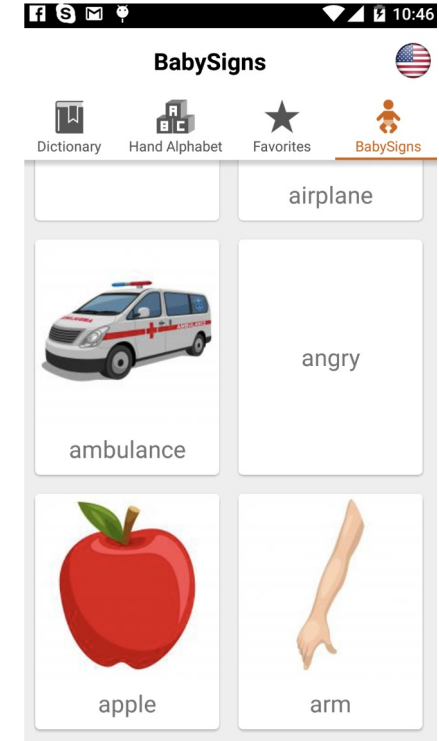 10:46
BabySigns
Dictionary
Hand Alphabet
Favorites
BabySigns
airplane
AMBULANCE
ambulance
angry
apple
arm